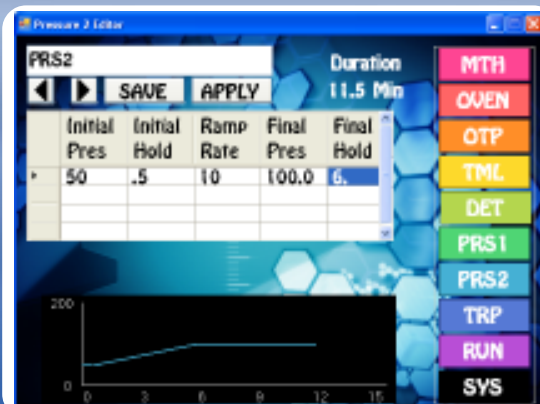 Pressure 2 Editor
PRS2
Duration
SAVE APPLY
11.5 Min
Initial Pres Initial Hold Ramp Rate Final Pres Final Hold
50 .5 10 100.0 6.
200
0
0 3 6 9 12 15
MTH
OVEN
OTP
TML
DET
PRS1
PRS2
TRP
RUN
SYS